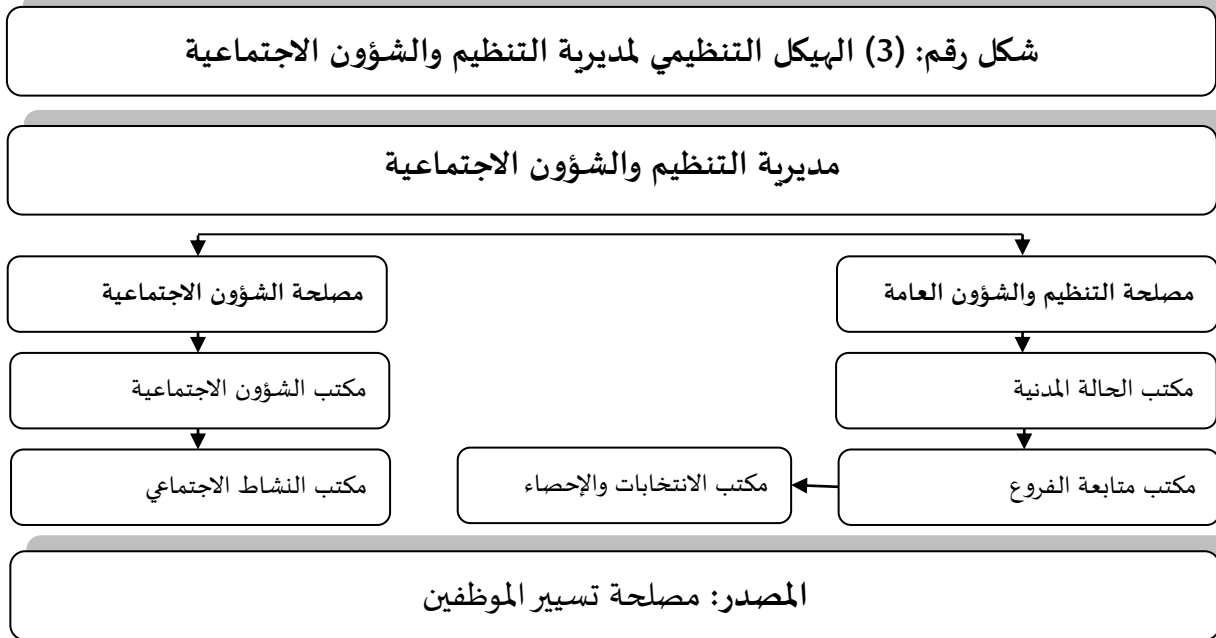 شكل رقم: (3) الهيكل التنظيمي لمديرية التنظيم والشؤون الاجتماعية
مديرية التنظيم والشؤون الاجتماعية
مصلحة التنظيم والشؤون العامة
مصلحة الشؤون الاجتماعية
مكتب الحالة المدنية
مكتب الشؤون الاجتماعية
مكتب متابعة الفروع
مكتب الانتخابات والإحصاء
مكتب النشاط الاجتماعي
المصدر: مصلحة تسيير الموظفين